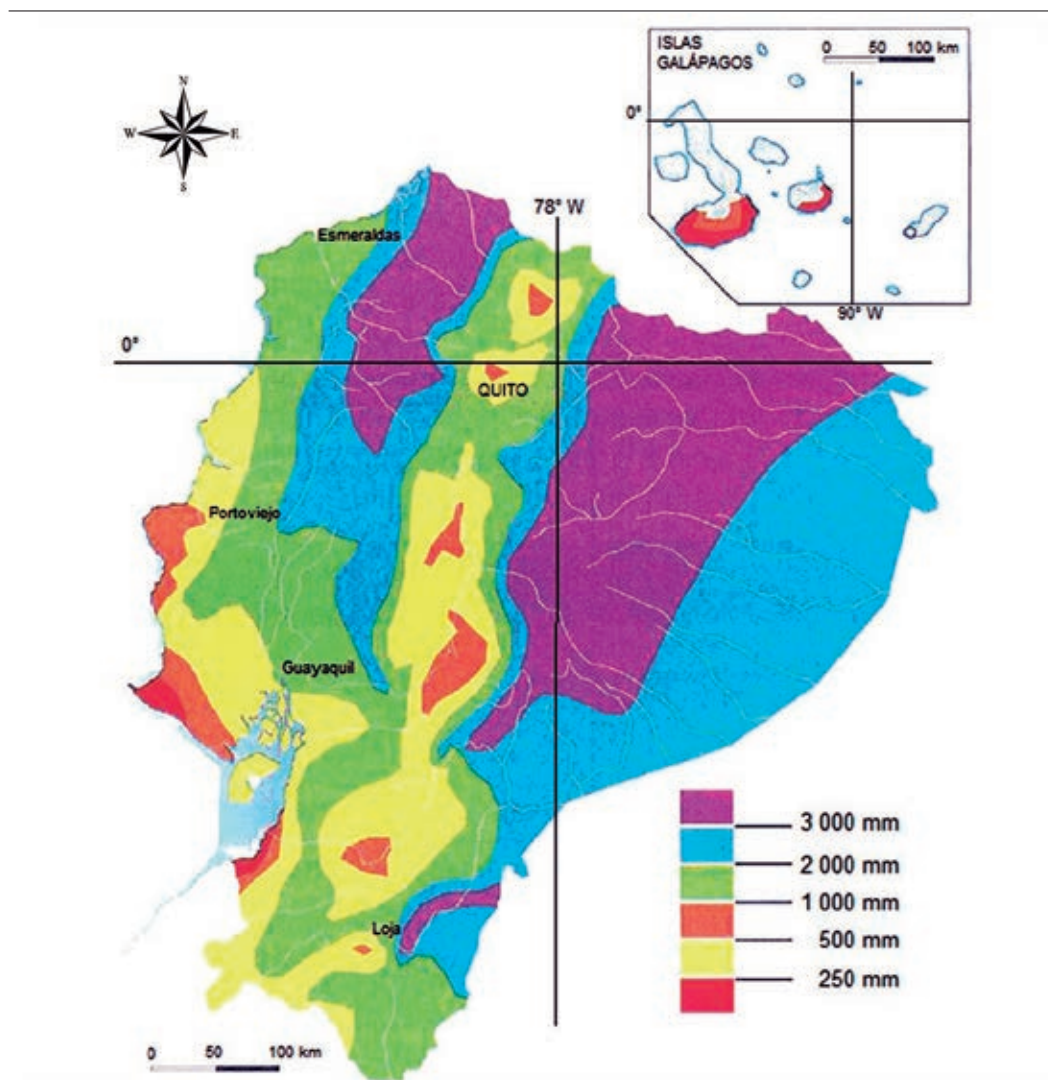 ISLAS
GALÁPAGOS
0 50 100 km
0°
90° W
N
W E
S
78° W
Esmeraldas
0°
QUITO
Portoviejo
Guayaquil
Loja
3 000 mm
2 000 mm
1 000 mm
500 mm
250 mm
0 50 100 km